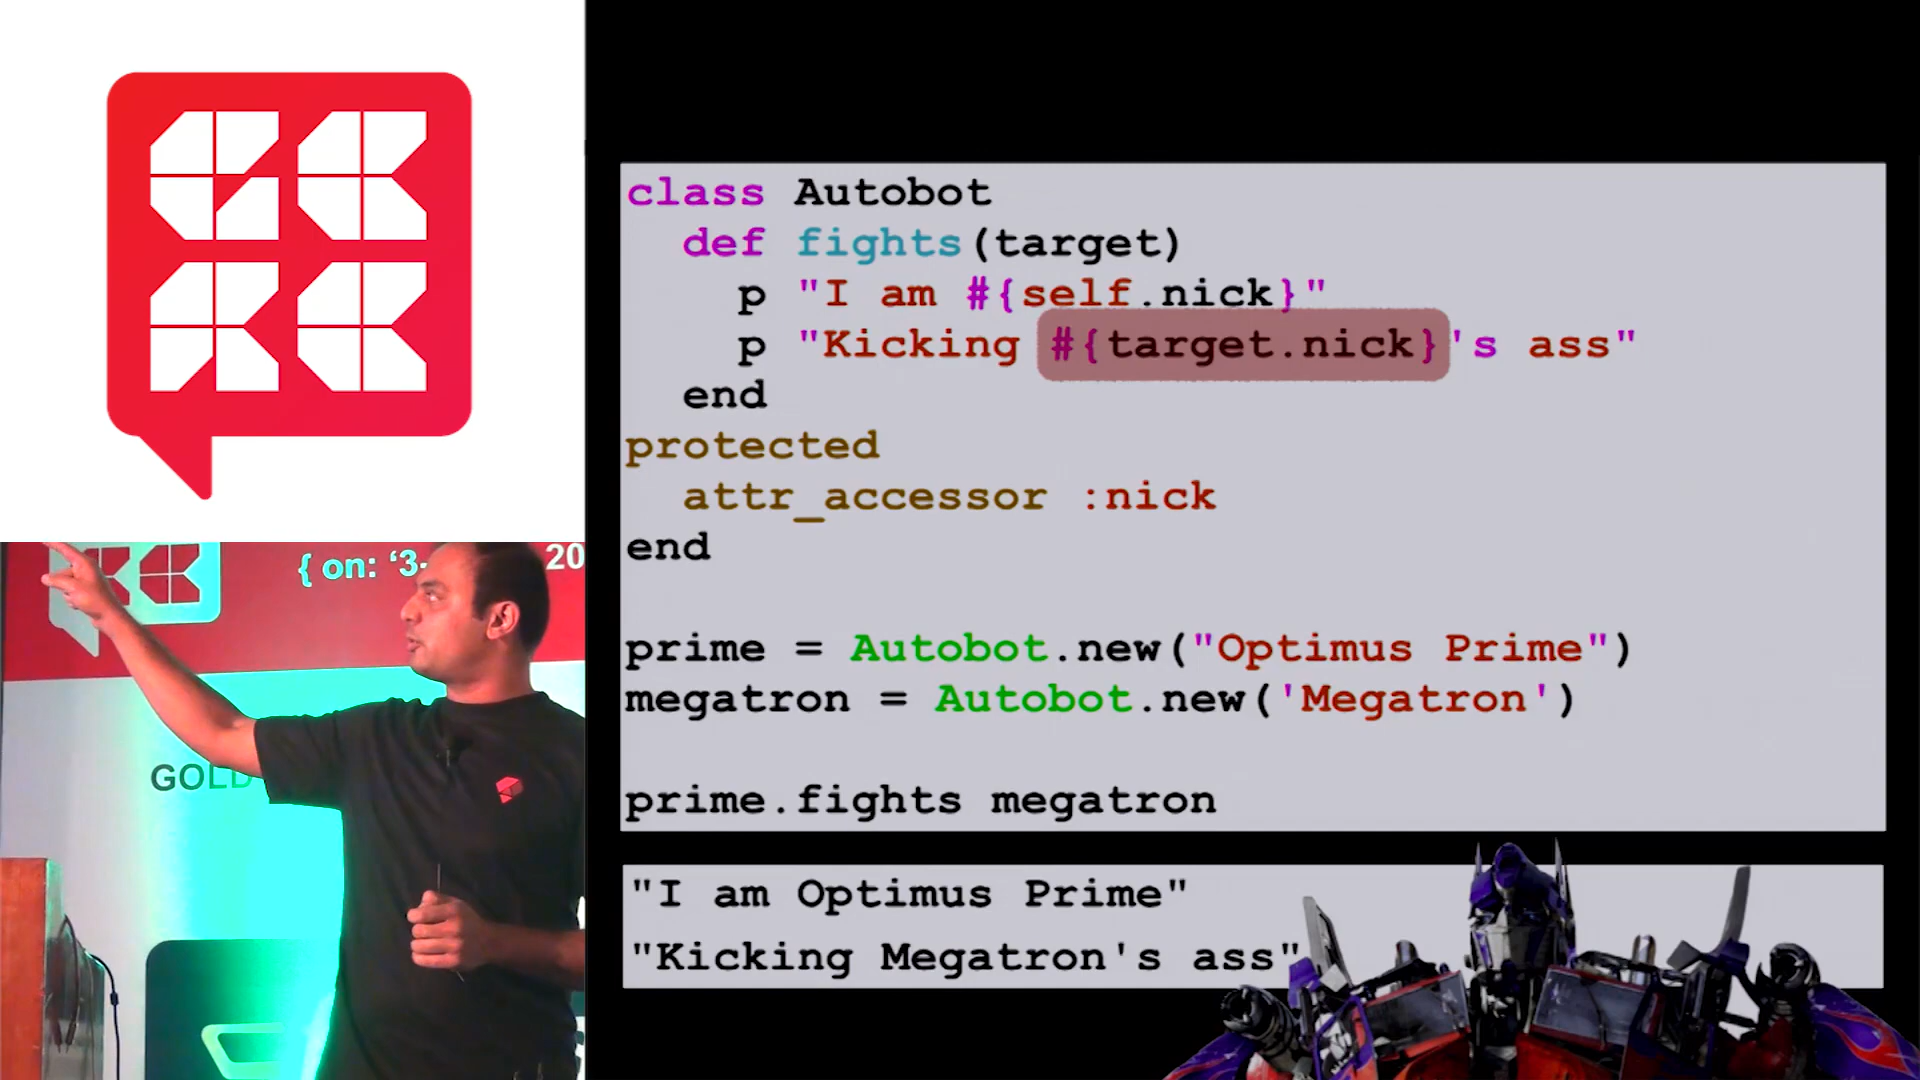 { on: ‘3-
20
GOLD
class Autobot
  def fights(target)
    p "I am #{self.nick}"
    p "Kicking #{target.nick}'s ass"
  end
protected
  attr_accessor :nick
end
prime = Autobot.new("Optimus Prime")
megatron = Autobot.new('Megatron')
prime.fights megatron
"I am Optimus Prime"
"Kicking Megatron's ass"